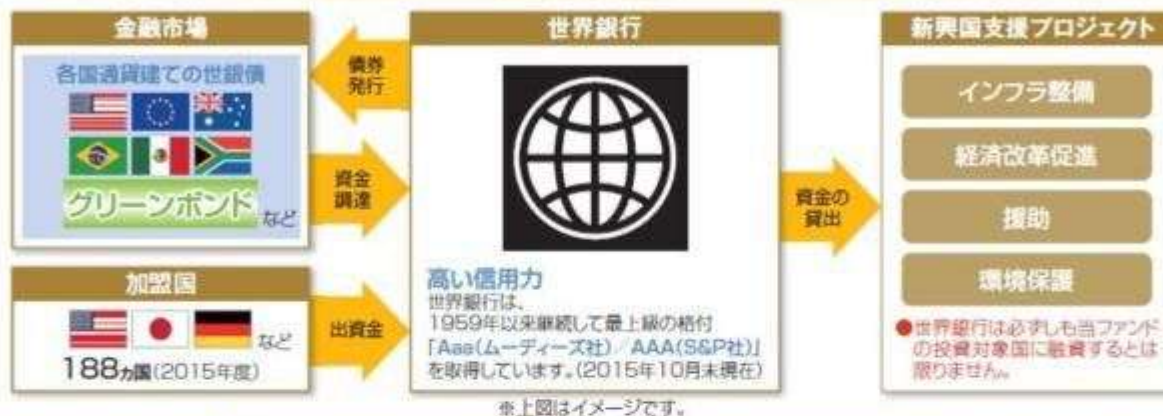 金融市場
各国通貨建ての世銀債
グリーンボンド など
債券
発行
資金
調達
加盟国
など
188ヵ国(2015年度)
出資金
世界銀行
高い信用力
世界銀行は、
1959年以来継続して最上級の格付
「Aaa(ムーディーズ社)/AAA(S&P社)」
を取得しています。(2015年10月末現在)
資金の
貸出
新興国支援プロジェクト
インフラ整備
経済改革促進
援助
環境保護
●世界銀行は必ずしも当ファンド
の投資対象国に融資するとは
限りません。
※上図はイメージです。